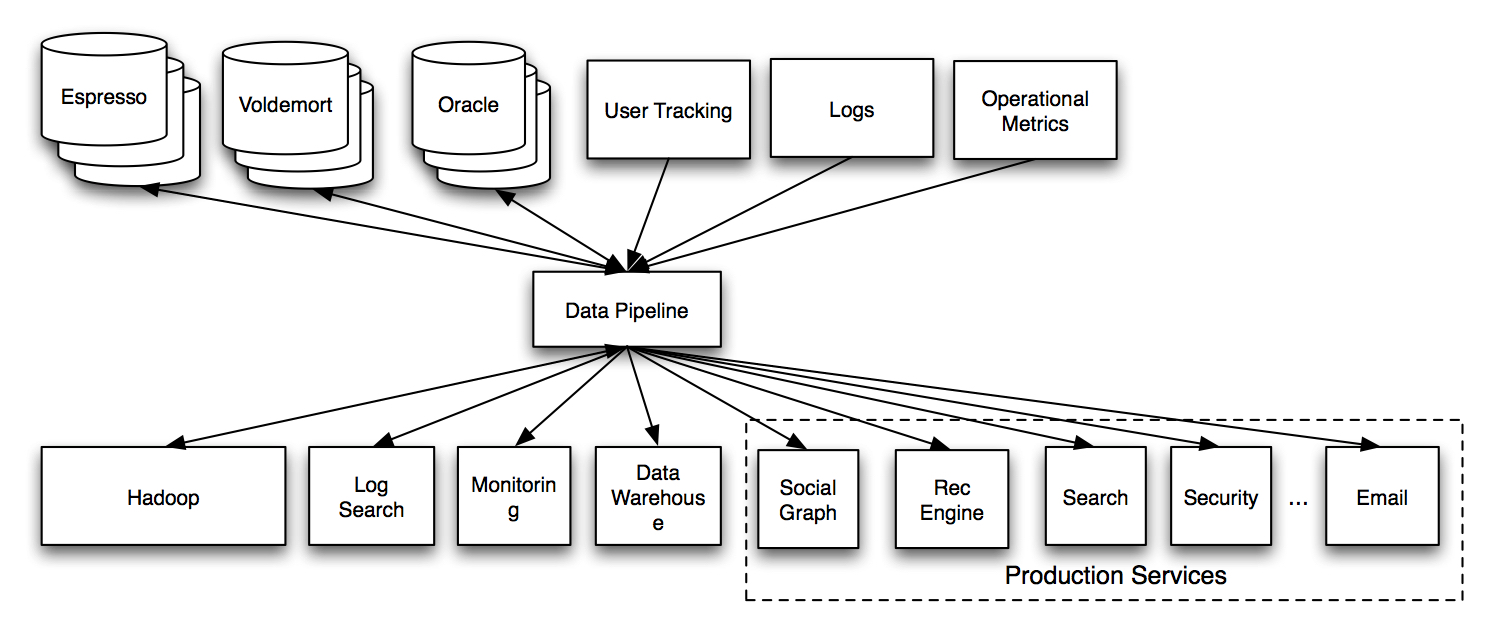 Espresso
Voldemort
Oracle
User Tracking
Logs
Operational
Metrics
Data Pipeline
Hadoop
Log
Search
Monitorin
g
Data
Warehous
e
Social
Graph
Rec
Engine
Search
Security
...
Email
Production Services